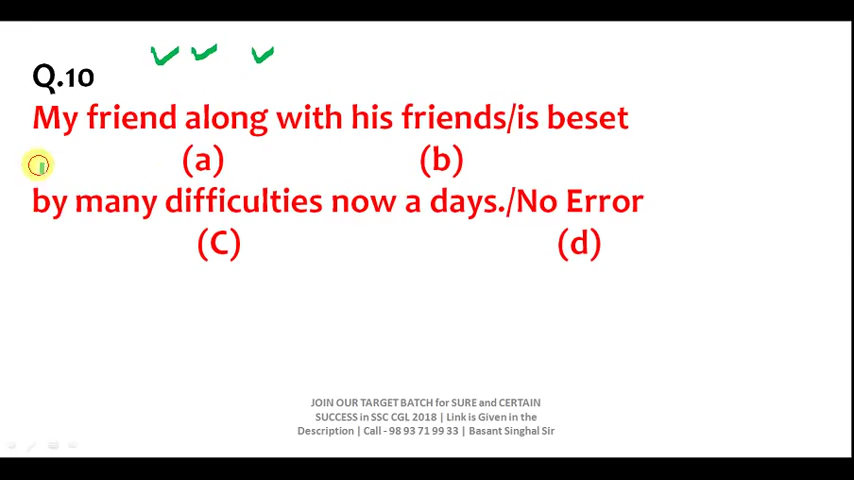 Q.10
My friend along with his friends/is beset
(a) (b)
by many difficulties now a days./No Error
(C) (d)
JOIN OUR TARGET BATCH for SURE and CERTAIN
SUCCESS in SSC CGL 2018 | Link is Given in the
Description | Call - 98 93 71 99 33 | Basant Singhal Sir